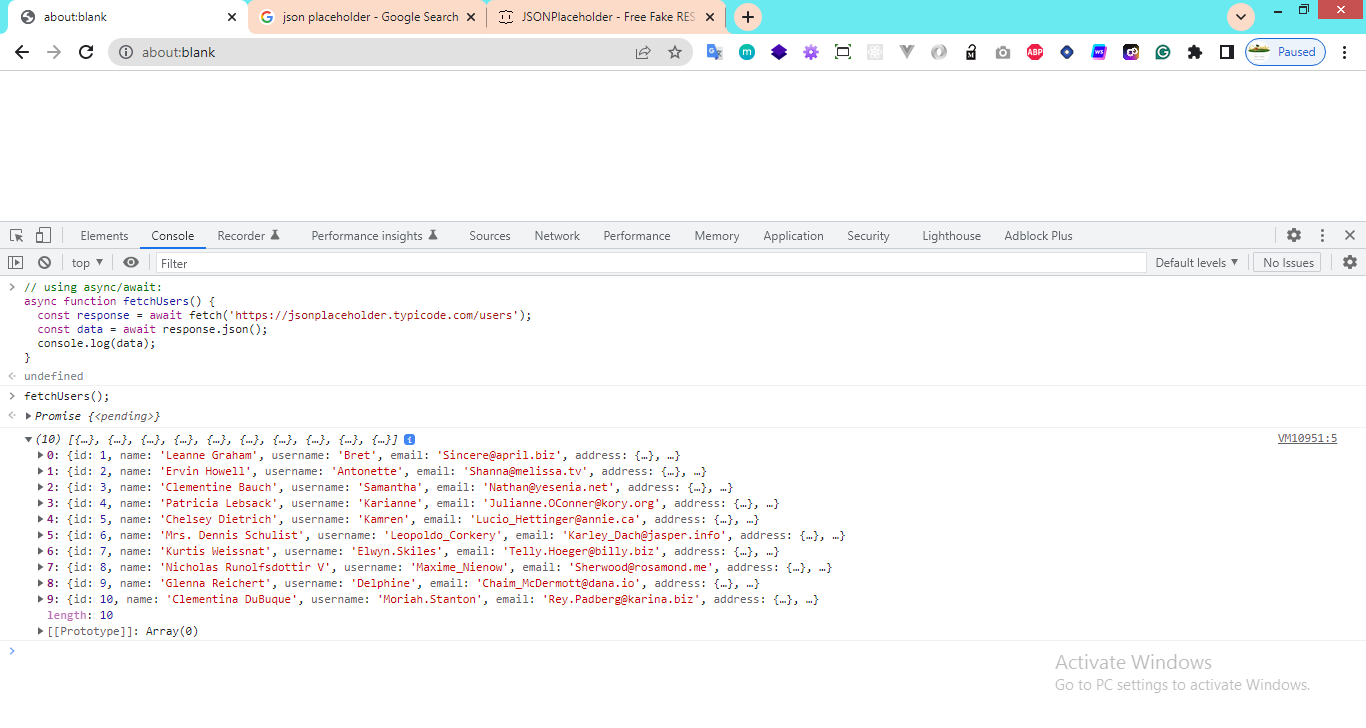 about:blank
json placeholder - Google Search
JSONPlaceholder - Free Fake RES
about:blank
Paused
Elements Console Recorder Performance insights Sources Network Performance Memory Application Security Lighthouse Adblock Plus
top ▼ Filter Default levels ▼ No Issues
> // using async/await:
async function fetchUsers() {
  const response = await fetch('https://jsonplaceholder.typicode.com/users');
  const data = await response.json();
  console.log(data);
}
undefined
> fetchUsers();
▶Promise {<pending>}
▼(10) [{…}, {…}, {…}, {…}, {…}, {…}, {…}, {…}, {…}, {…}] i VM10951:5
▶0: {id: 1, name: 'Leanne Graham', username: 'Bret', email: 'Sincere@april.biz', address: {…}, …}
▶1: {id: 2, name: 'Ervin Howell', username: 'Antonette', email: 'Shanna@melissa.tv', address: {…}, …}
▶2: {id: 3, name: 'Clementine Bauch', username: 'Samantha', email: 'Nathan@yesenia.net', address: {…}, …}
▶3: {id: 4, name: 'Patricia Lebsack', username: 'Karianne', email: 'Julianne.OConner@kory.org', address: {…}, …}
▶4: {id: 5, name: 'Chelsey Dietrich', username: 'Kamren', email: 'Lucio_Hettinger@annie.ca', address: {…}, …}
▶5: {id: 6, name: 'Mrs. Dennis Schulist', username: 'Leopoldo_Corkery', email: 'Karley_Dach@jasper.info', address: {…}, …}
▶6: {id: 7, name: 'Kurtis Weissnat', username: 'Elwyn.Skiles', email: 'Telly.Hoeger@billy.biz', address: {…}, …}
▶7: {id: 8, name: 'Nicholas Runolfsdottir V', username: 'Maxime_Nienow', email: 'Sherwood@rosamond.me', address: {…}, …}
▶8: {id: 9, name: 'Glenna Reichert', username: 'Delphine', email: 'Chaim_McDermott@dana.io', address: {…}, …}
▶9: {id: 10, name: 'Clementina DuBuque', username: 'Moriah.Stanton', email: 'Rey.Padberg@karina.biz', address: {…}, …}
length: 10
▶[[Prototype]]: Array(0)
>
Activate Windows
Go to PC settings to activate Windows.